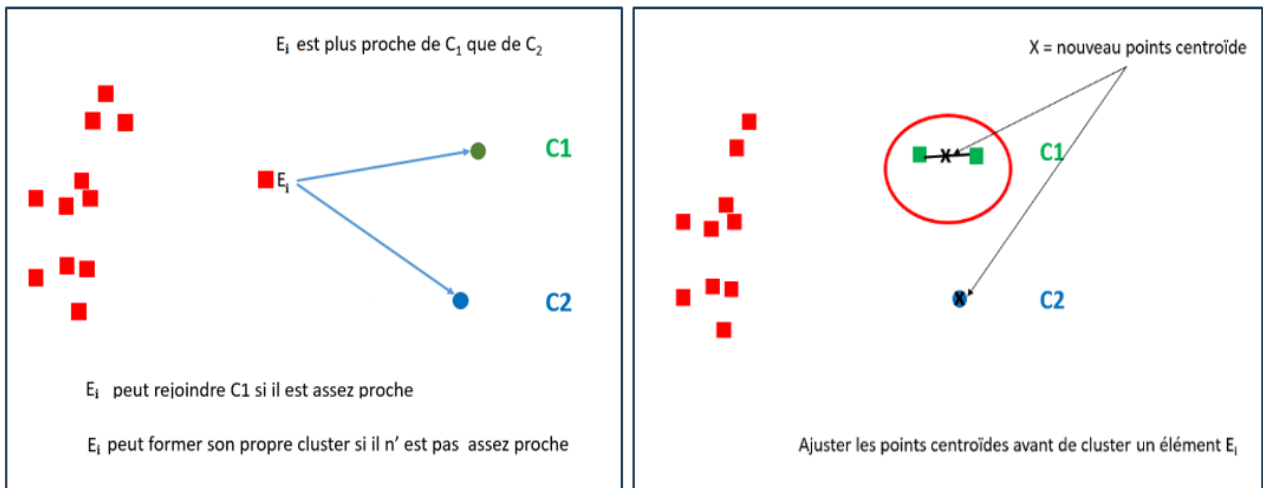 Ei est plus proche de C1 que de C2
C1
Ei
C2
Ei peut rejoindre C1 si il est assez proche
Ei peut former son propre cluster si il n' est pas assez proche
X = nouveau points centroïde
X
C1
X
C2
Ajuster les points centroïdes avant de cluster un élément Ei